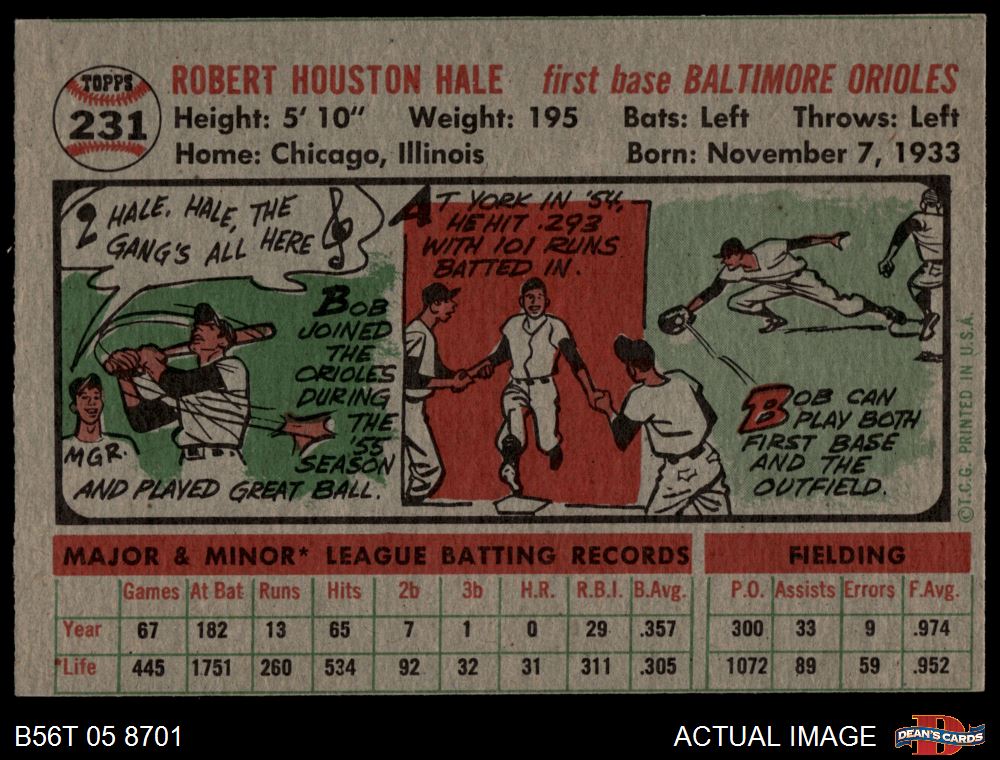 TOPPS
231
ROBERT HOUSTON HALE first base BALTIMORE ORIOLES
Height: 5' 10" Weight: 195 Bats: Left Throws: Left
Home: Chicago, Illinois Born: November 7, 1933
HALE, HALE, THE
GANG'S ALL HERE
BOB
JOINED
THE
ORIOLES
DURING
THE
'55
SEASON
AND PLAYED GREAT BALL.
MGR.
AT YORK IN '54,
HE HIT .293
WITH 101 RUNS
BATTED IN.
BOB CAN
PLAY BOTH
FIRST BASE
AND THE
OUTFIELD.
©T.C.G. PRINTED IN U.S.A.
MAJOR & MINOR* LEAGUE BATTING RECORDS FIELDING
Games At Bat Runs Hits 2b 3b H.R. R.B.I. B.Avg. P.O. Assists Errors F.Avg.
Year 67 182 13 65 7 1 0 29 .357 300 33 9 .974
*Life 445 1751 260 534 92 32 31 311 .305 1072 89 59 .952
B56T 05 8701 ACTUAL IMAGE DEAN'S CARDS